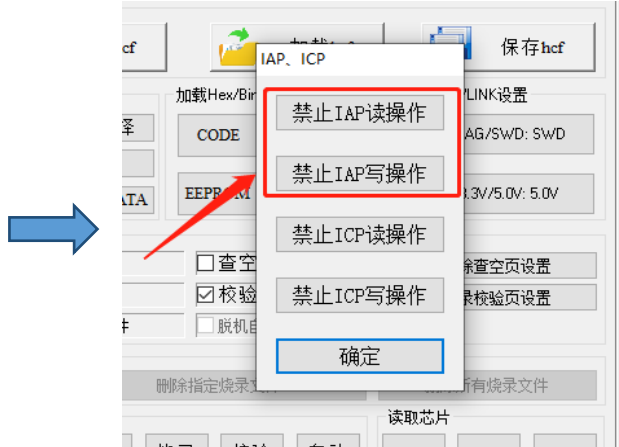 cf
保存hcf
IAP、ICP
加载Hex/Bin
LINK设置
禁止IAP读操作
择
CODE
AG/SWD: SWD
禁止IAP写操作
ATA
EEPROM
3.3V/5.0V: 5.0V
禁止ICP读操作
查空
除查空页设置
校验
禁止ICP写操作
录校验页设置
件
脱机自
确定
删除指定烧录文
所有烧录文件
读取芯片